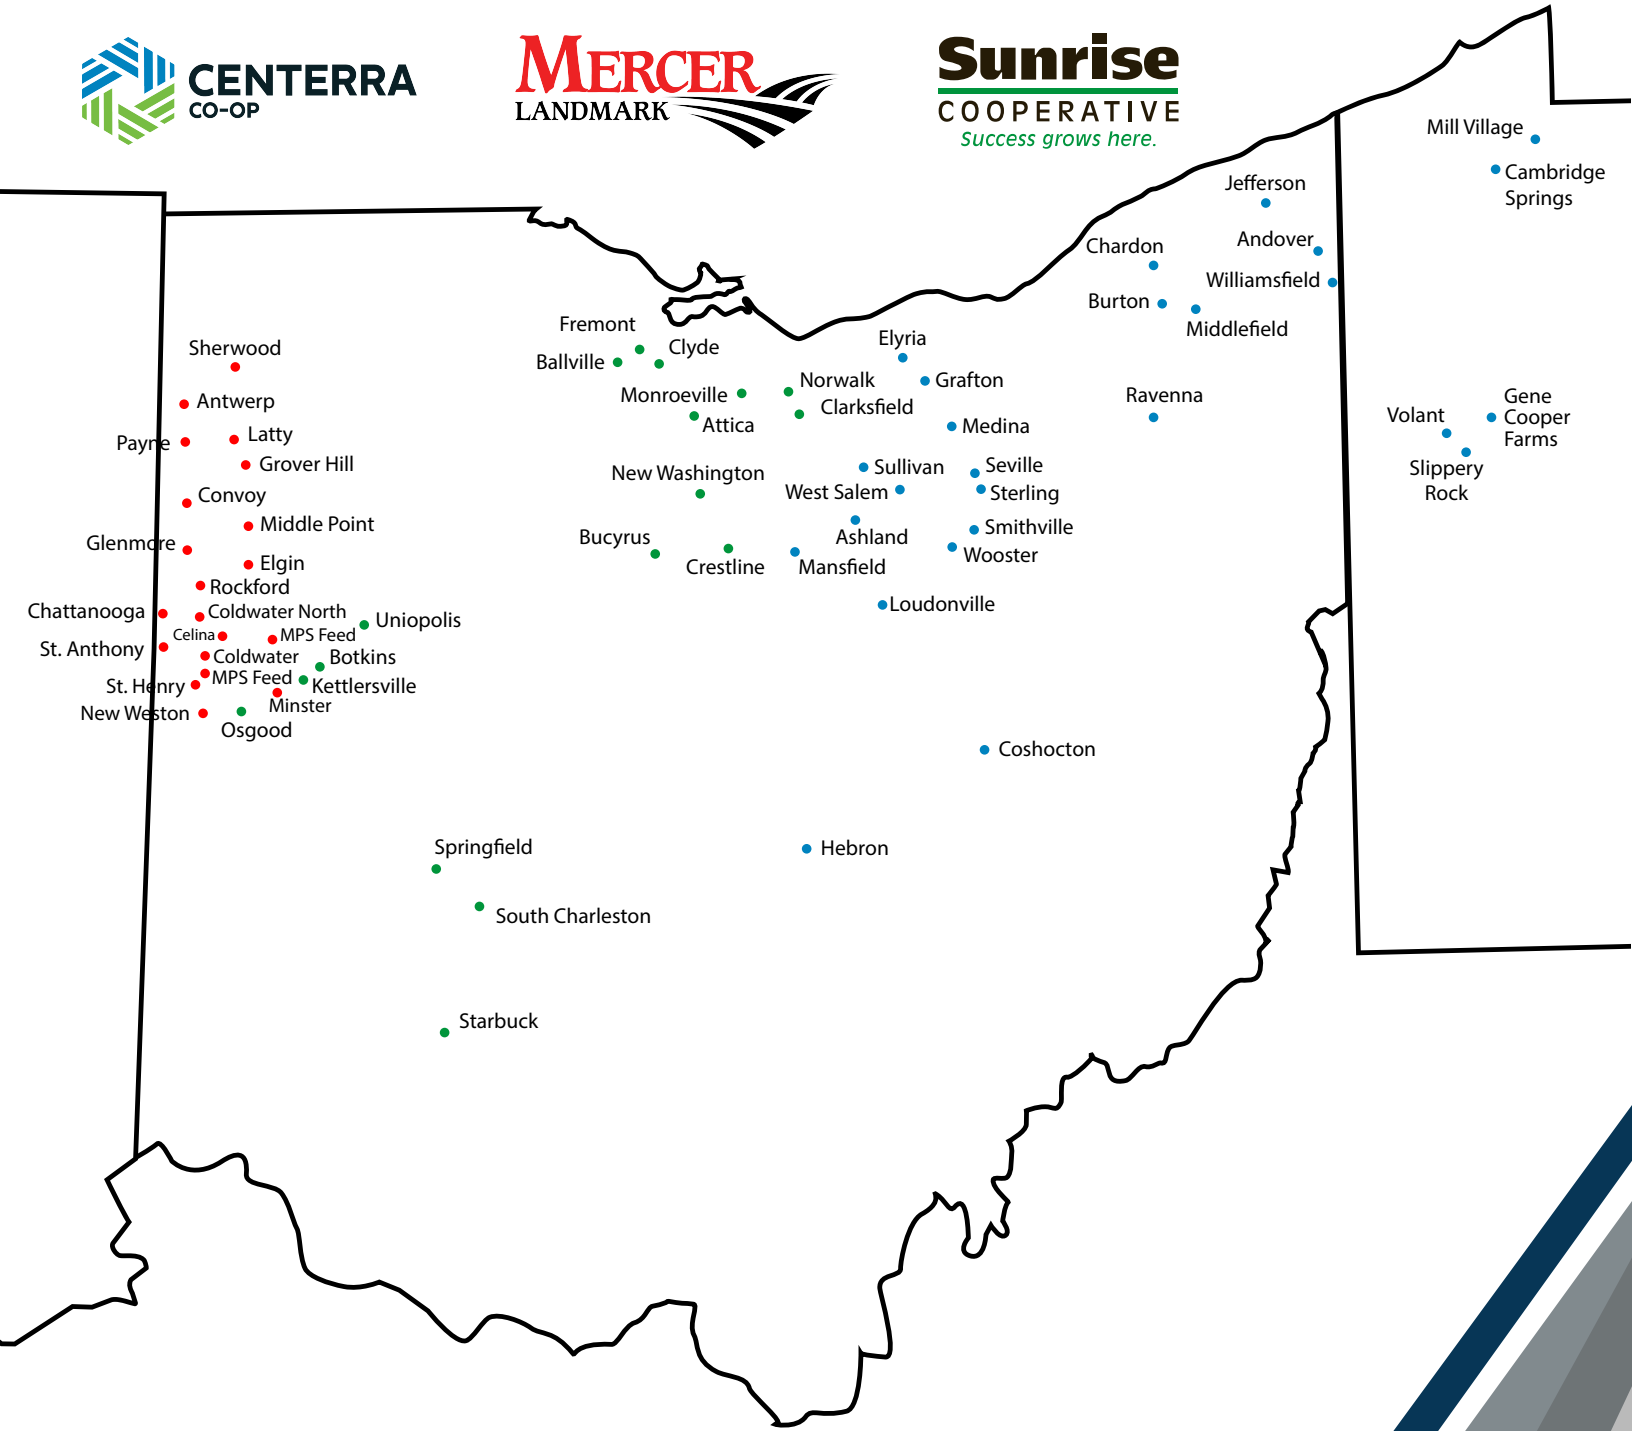 CENTERRA
CO-OP
MERCER
LANDMARK
Sunrise
COOPERATIVE
Success grows here.
Mill Village
Cambridge
Springs
Jefferson
Andover
Chardon
Williamsfield
Burton
Middlefield
Fremont
Elyria
Sherwood
Clyde
Ballville
Norwalk
Grafton
Monroeville
Ravenna
Gene
Cooper
Farms
Antwerp
Clarksfield
Volant
Attica
Medina
Payne
Latty
Grover Hill
Sullivan
Seville
Slippery
Rock
New Washington
West Salem
Sterling
Convoy
Middle Point
Smithville
Glenmore
Bucyrus
Ashland
Wooster
Elgin
Crestline
Mansfield
Rockford
Chattanooga
Coldwater North
Loudonville
Uniopolis
Celina
MPS Feed
St. Anthony
Coldwater
Botkins
MPS Feed
St. Henry
Kettlersville
Minster
New Weston
Osgood
Coshocton
Springfield
Hebron
South Charleston
Starbuck